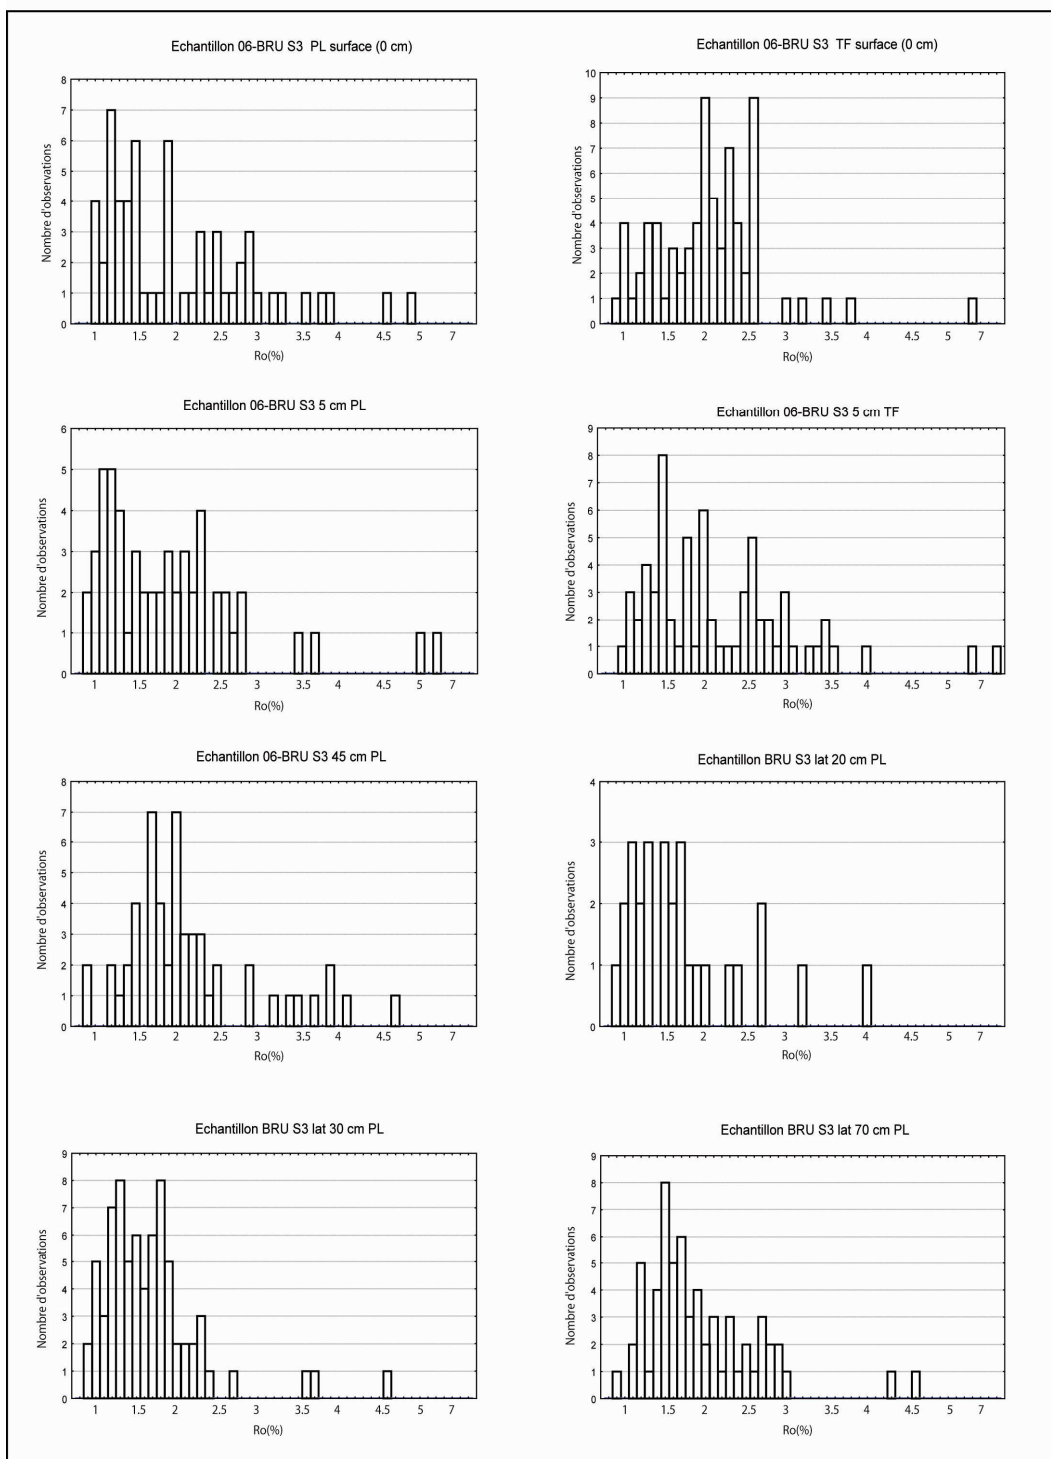 Echantillon 06-BRU S3 PL surface (0 cm)
8
7
6
5
4
3
2
1
0
Nombre d'observations
1 1.5 2 2.5 3 3.5 4 4.5 5 7
Ro(%)
Echantillon 06-BRU S3 TF surface (0 cm)
10
9
8
7
6
5
4
3
2
1
0
Nombre d'observations
1 1.5 2 2.5 3 3.5 4 4.5 5 7
Ro(%)
Echantillon 06-BRU S3 5 cm PL
6
5
4
3
2
1
0
Nombre d'observations
1 1.5 2 2.5 3 3.5 4 4.5 5 7
Ro(%)
Echantillon 06-BRU S3 5 cm TF
9
8
7
6
5
4
3
2
1
0
Nombre d'observations
1 1.5 2 2.5 3 3.5 4 4.5 5 7
Ro(%)
Echantillon 06-BRU S3 45 cm PL
8
7
6
5
4
3
2
1
0
Nombre d'observations
1 1.5 2 2.5 3 3.5 4 4.5 5 7
Ro(%)
Echantillon BRU S3 lat 20 cm PL
4
3
2
1
0
Nombre d'observations
1 1.5 2 2.5 3 3.5 4 4.5 5 7
Ro(%)
Echantillon BRU S3 lat 30 cm PL
9
8
7
6
5
4
3
2
1
0
Nombre d'observations
1 1.5 2 2.5 3 3.5 4 4.5 5 7
Ro(%)
Echantillon BRU S3 lat 70 cm PL
9
8
7
6
5
4
3
2
1
0
Nombre d'observations
1 1.5 2 2.5 3 3.5 4 4.5 5 7
Ro(%)